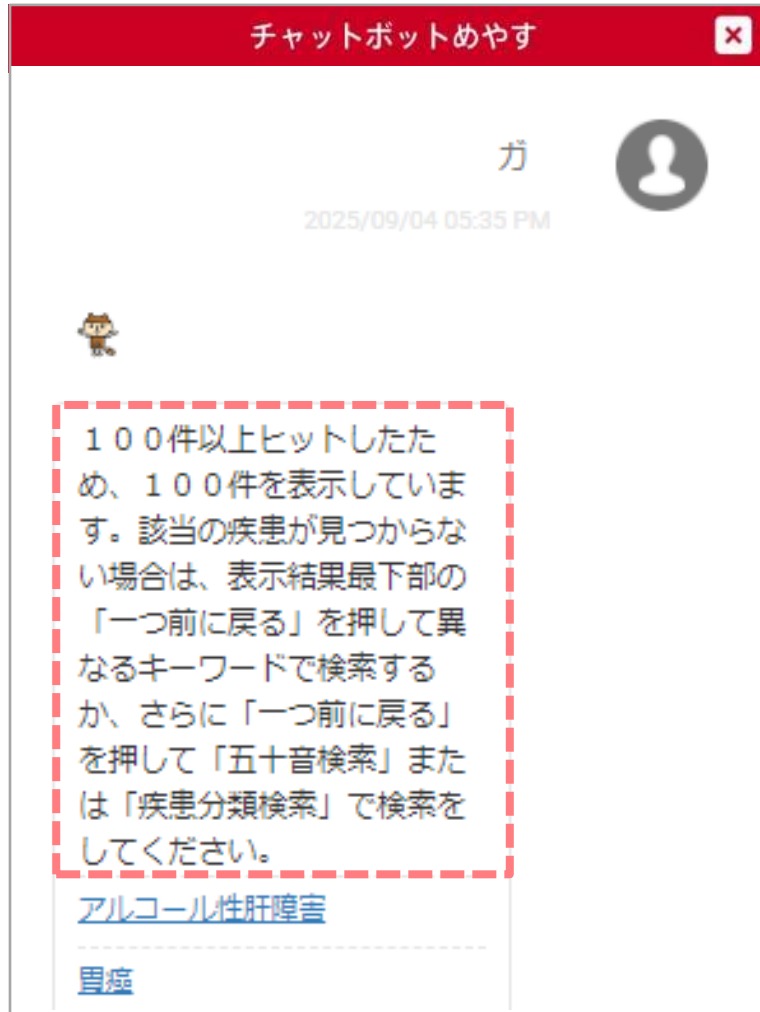 チャットボットめやす
ガ
2025/09/04 05:35 PM
１００件以上ヒットしたた
め、１００件を表示していま
す。該当の疾患が見つからな
い場合は、表示結果最下部の
「一つ前に戻る」を押して異
なるキーワードで検索する
か、さらに「一つ前に戻る」
を押して「五十音検索」また
は「疾患分類検索」で検索を
してください。
アルコール性肝障害
胃癌